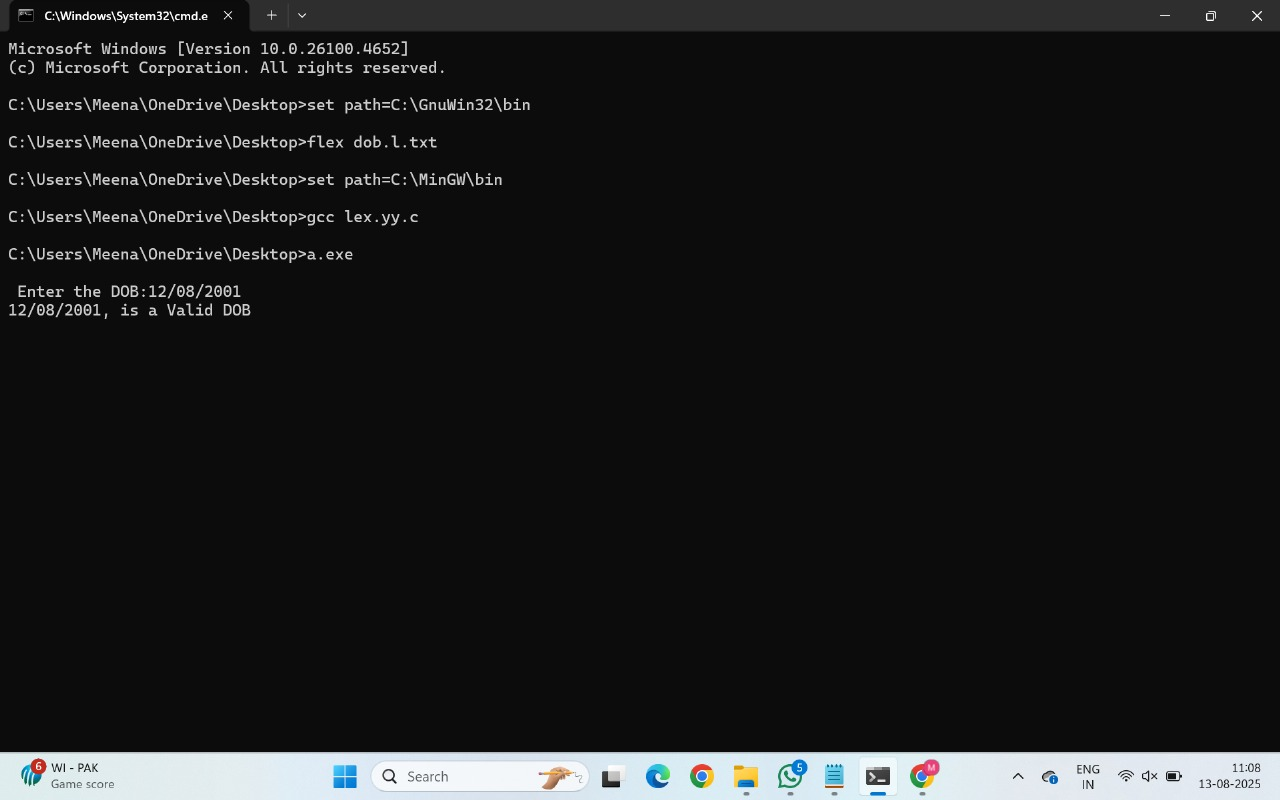 C:\Windows\System32\cmd.e
Microsoft Windows [Version 10.0.26100.4652]
(c) Microsoft Corporation. All rights reserved.
C:\Users\Meena\OneDrive\Desktop>set path=C:\GnuWin32\bin
C:\Users\Meena\OneDrive\Desktop>flex dob.l.txt
C:\Users\Meena\OneDrive\Desktop>set path=C:\MinGW\bin
C:\Users\Meena\OneDrive\Desktop>gcc lex.yy.c
C:\Users\Meena\OneDrive\Desktop>a.exe
Enter the DOB:12/08/2001
12/08/2001, is a Valid DOB
6
WI - PAK
Game score
Search
5
M
ENG
IN
11:08
13-08-2025